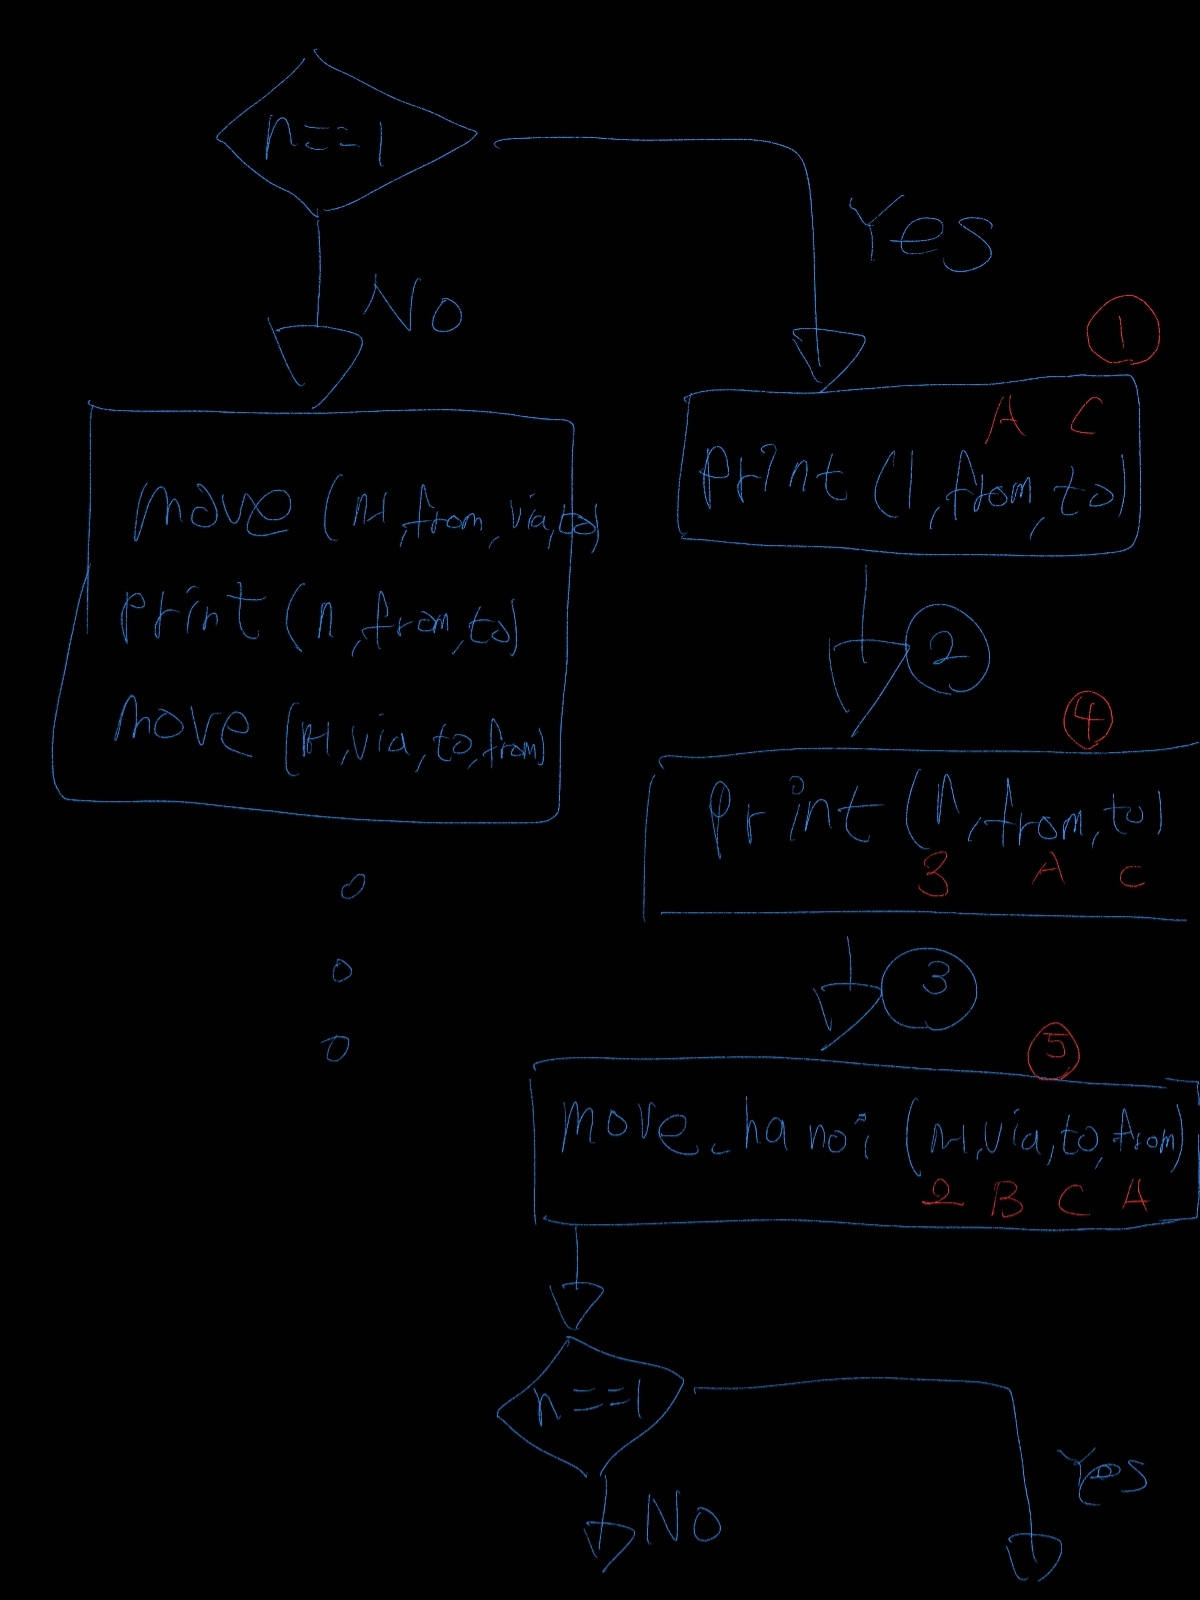 n==1
Yes
No
1
A C
print (1, from, to)
move (n-1, from, via, to)
print (n, from, to)
move (n-1, via, to, from)
2
4
print (n, from, to)
3 A C
3
5
move_hanoi (n-1, via, to, from)
2 B C A
n==1
Yes
No